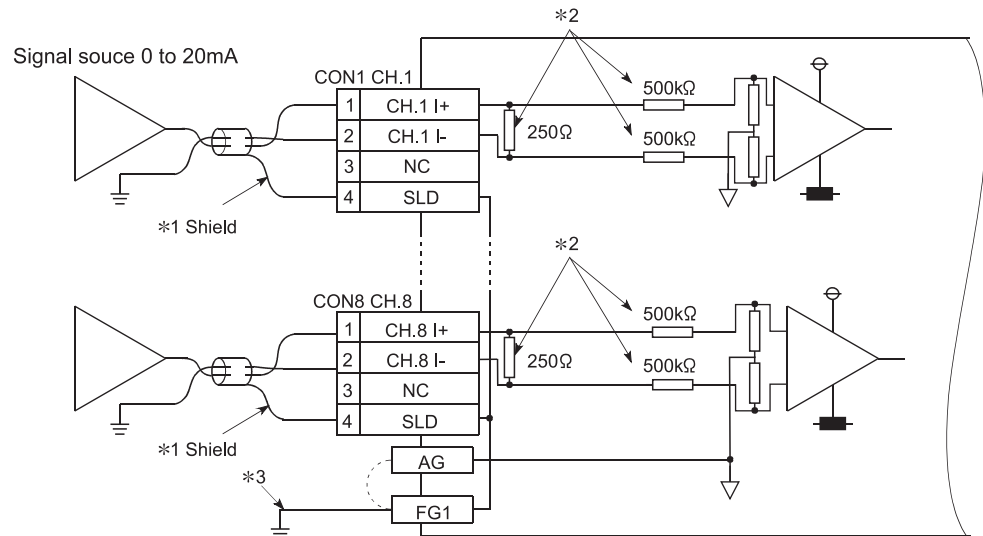 *2
Signal souce 0 to 20mA
CON1 CH.1
1 CH.1 I+
2 CH.1 I-
3 NC
4 SLD
500kΩ
250Ω
500kΩ
*1 Shield
*2
CON8 CH.8
1 CH.8 I+
2 CH.8 I-
3 NC
4 SLD
500kΩ
250Ω
500kΩ
*1 Shield
AG
*3
FG1